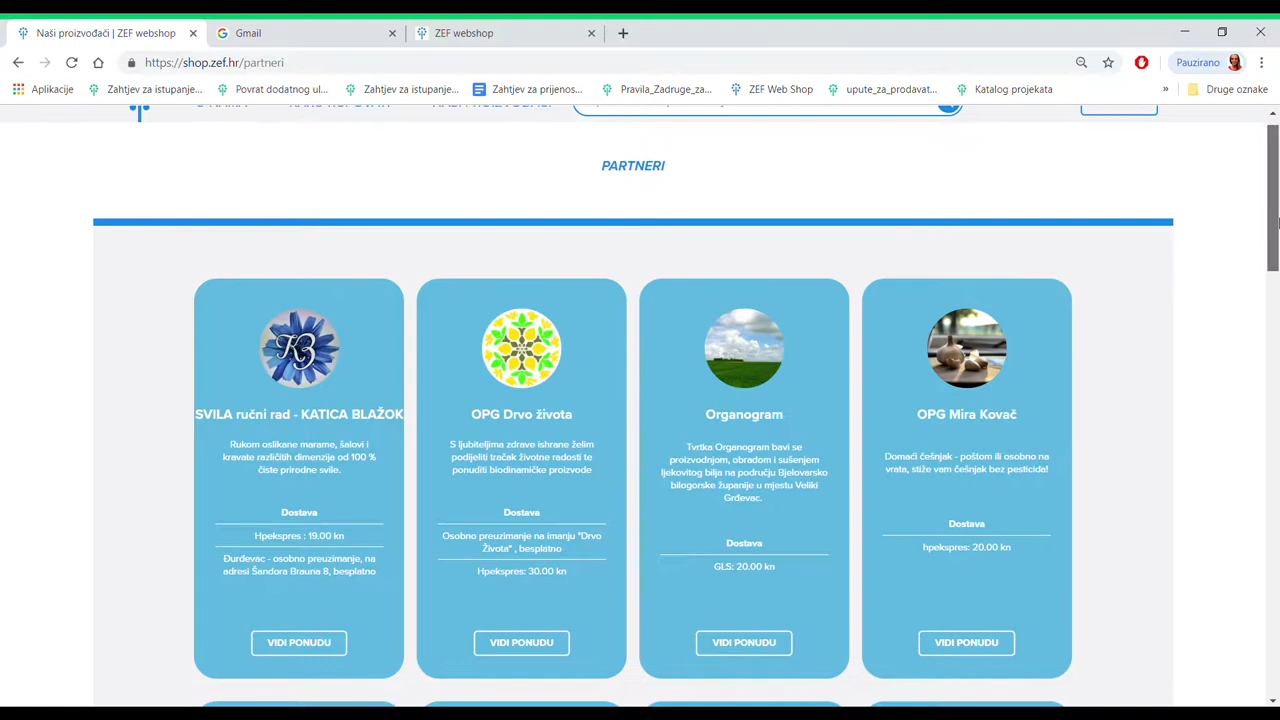 Naši proizvođači | ZEF webshop
Gmail
ZEF webshop
https://shop.zef.hr/partneri
Pauzirano
Aplikacije
Zahtjev za istupanje...
Povrat dodatnog ul...
Zahtjev za istupanje...
Zahtjev za prijenos...
Pravila_Zadruge_za...
ZEF Web Shop
upute_za_prodavat...
Katalog projekata
»
Druge oznake
PARTNERI
SVILA ručni rad - KATICA BLAŽOK
Rukom oslikane marame, šalovi i
kravate različitih dimenzija od 100 %
čiste prirodne svile.
Dostava
Hpekspres : 19.00 kn
Đurđevac - osobno preuzimanje, na
adresi Šandora Brauna 8, besplatno
VIDI PONUDU
OPG Drvo života
S ljubiteljima zdrave ishrane želim
podijeliti tračak životne radosti te
ponuditi biodinamičke proizvode
Dostava
Osobno preuzimanje na imanju "Drvo
Života" , besplatno
Hpekspres: 30.00 kn
VIDI PONUDU
Organogram
Tvrtka Organogram bavi se
proizvodnjom, obradom i sušenjem
ljekovitog bilja na području Bjelovarsko
bilogorske županije u mjestu Veliki
Grđevac.
Dostava
GLS: 20.00 kn
VIDI PONUDU
OPG Mira Kovač
Domaći češnjak - poštom ili osobno na
vrata, stiže vam češnjak bez pesticida!
Dostava
hpekspres: 20.00 kn
VIDI PONUDU